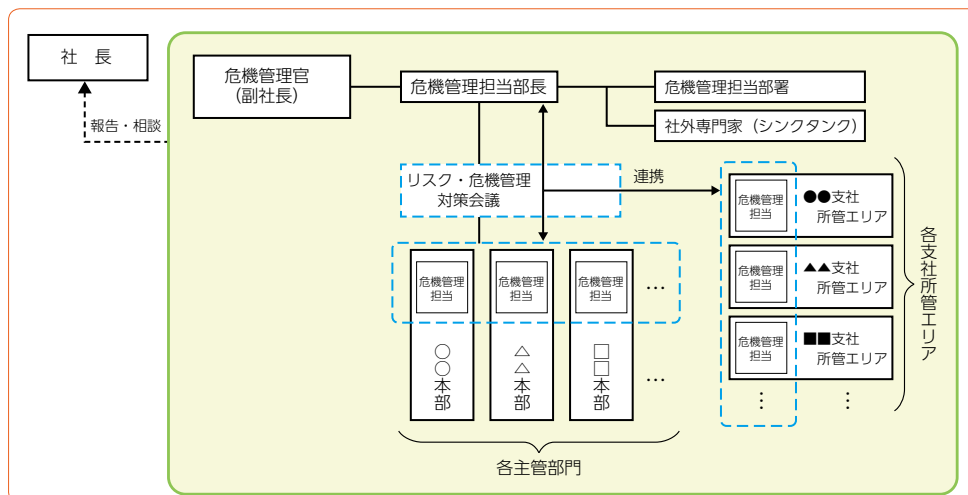 社　長
報告・相談
危機管理官
（副社長）
危機管理担当部長
危機管理担当部署
社外専門家（シンクタンク）
リスク・危機管理
対策会議
連携
危機管理
担当
●●支社
所管エリア
危機管理
担当
▲▲支社
所管エリア
危機管理
担当
■■支社
所管エリア
⋮
⋮
各支社所管エリア
危機管理
担当
危機管理
担当
危機管理
担当
…
○○本部
△△本部
□□本部
…
各主管部門